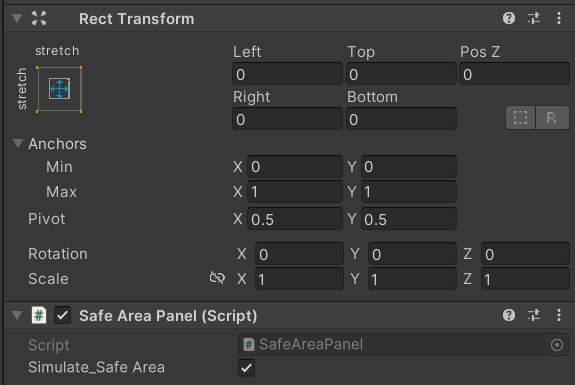 Rect Transform
stretch
stretch
Left Top Pos Z
0 0 0
Right Bottom
0 0 R
Anchors
Min X 0 Y 0
Max X 1 Y 1
Pivot X 0.5 Y 0.5
Rotation X 0 Y 0 Z 0
Scale X 1 Y 1 Z 1
# Safe Area Panel (Script)
Script # SafeAreaPanel
Simulate_Safe Area